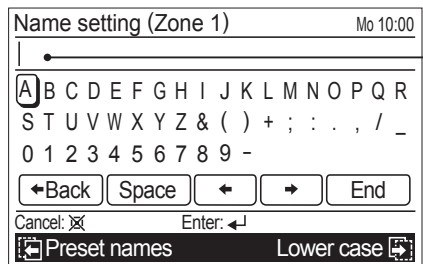 Name setting (Zone 1) Mo 10:00
A B C D E F G H I J K L M N O P Q R
S T U V W X Y Z & ( ) + ; : . , / _
0 1 2 3 4 5 6 7 8 9 -
←Back Space ← → End
Cancel: Enter: ↵
Preset names Lower case